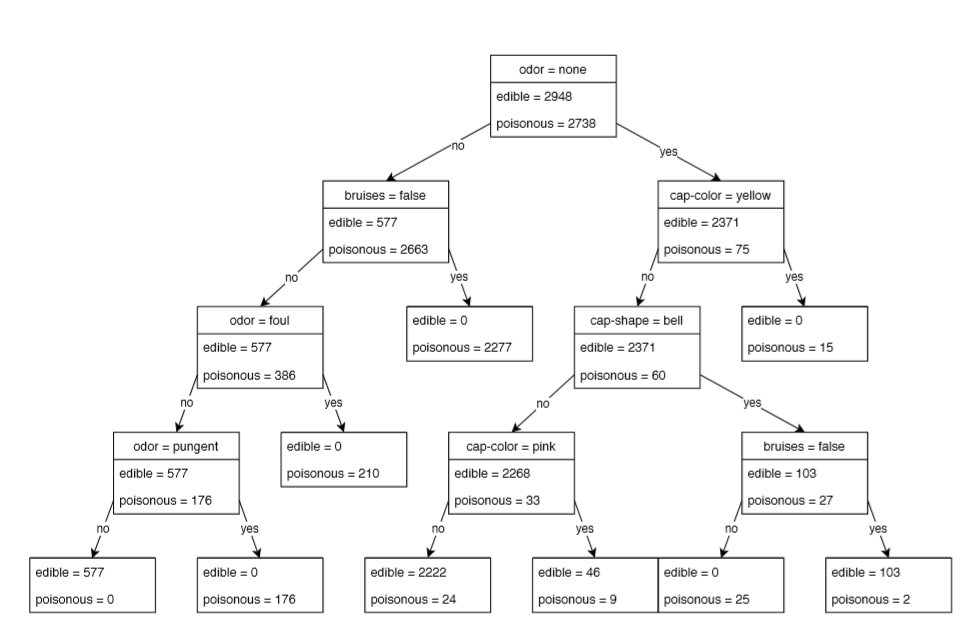 odor = none
edible = 2948
poisonous = 2738
no
yes
bruises = false
edible = 577
poisonous = 2663
cap-color = yellow
edible = 2371
poisonous = 75
no
yes
no
yes
odor = foul
edible = 577
poisonous = 386
edible = 0
poisonous = 2277
cap-shape = bell
edible = 2371
poisonous = 60
edible = 0
poisonous = 15
no
yes
no
yes
odor = pungent
edible = 577
poisonous = 176
edible = 0
poisonous = 210
cap-color = pink
edible = 2268
poisonous = 33
bruises = false
edible = 103
poisonous = 27
no
yes
no
yes
no
yes
edible = 577
poisonous = 0
edible = 0
poisonous = 176
edible = 2222
poisonous = 24
edible = 46
poisonous = 9
edible = 0
poisonous = 25
edible = 103
poisonous = 2